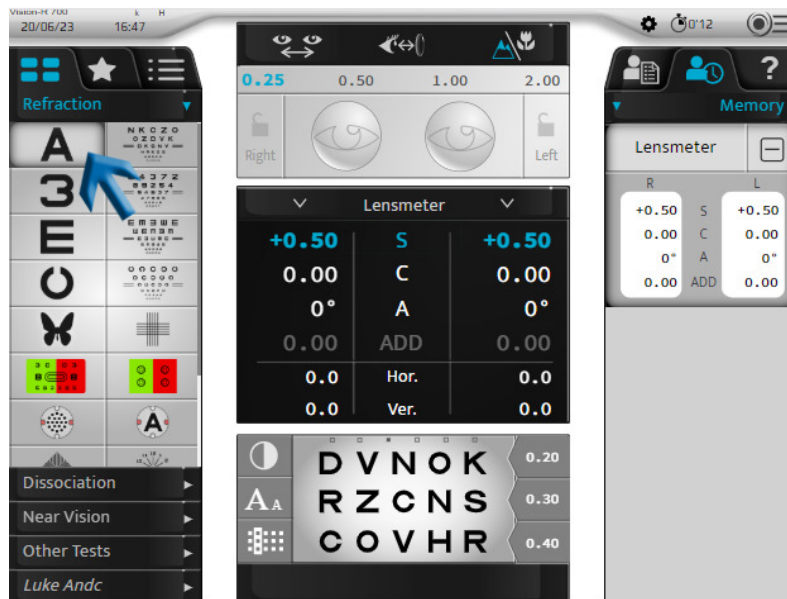 Vision-R 700
k H
20/06/23 16:47
0'12
Refraction
A
N K C Z O
O Z D V K
3
E
E M Ǝ W E
O O O O O
A
Dissociation
Near Vision
Other Tests
Luke Andc
0.25 0.50 1.00 2.00
Right Left
Lensmeter
+0.50 S +0.50
0.00 C 0.00
0° A 0°
0.00 ADD 0.00
0.0 Hor. 0.0
0.0 Ver. 0.0
D V N O K 0.20
A A R Z C N S 0.30
C O V H R 0.40
?
Memory
Lensmeter
R L
+0.50 S +0.50
0.00 C 0.00
0° A 0°
0.00 ADD 0.00